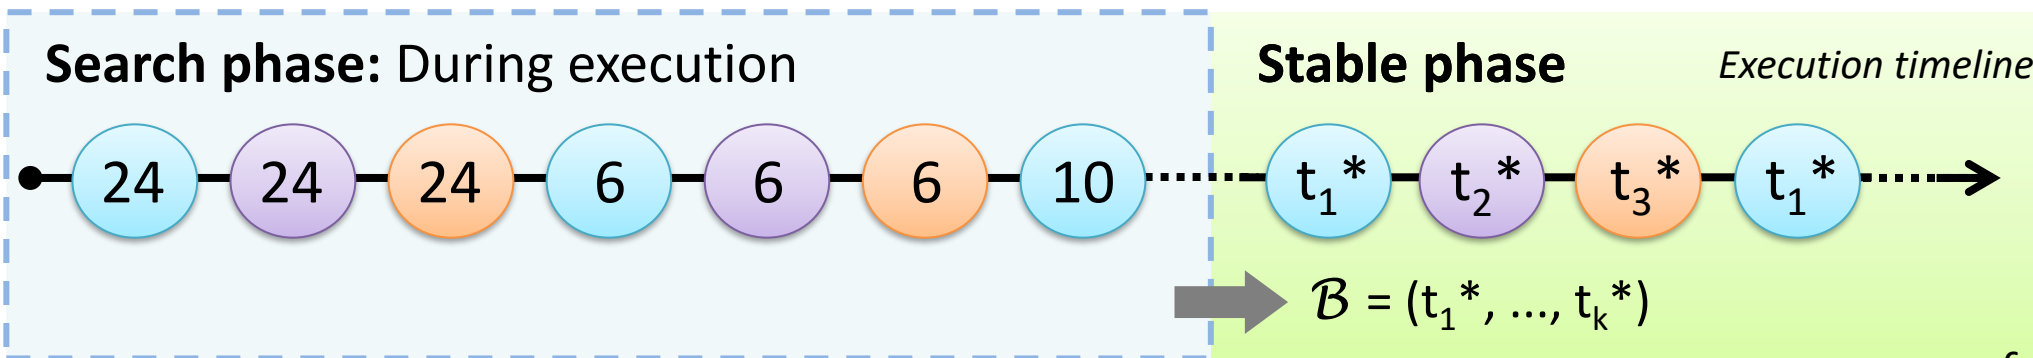 Search phase: During execution
Stable phase
Execution timeline
24 24 24 6 6 6 10 t₁* t₂* t₃* t₁*
ℬ = (t₁*, ..., tₖ*)